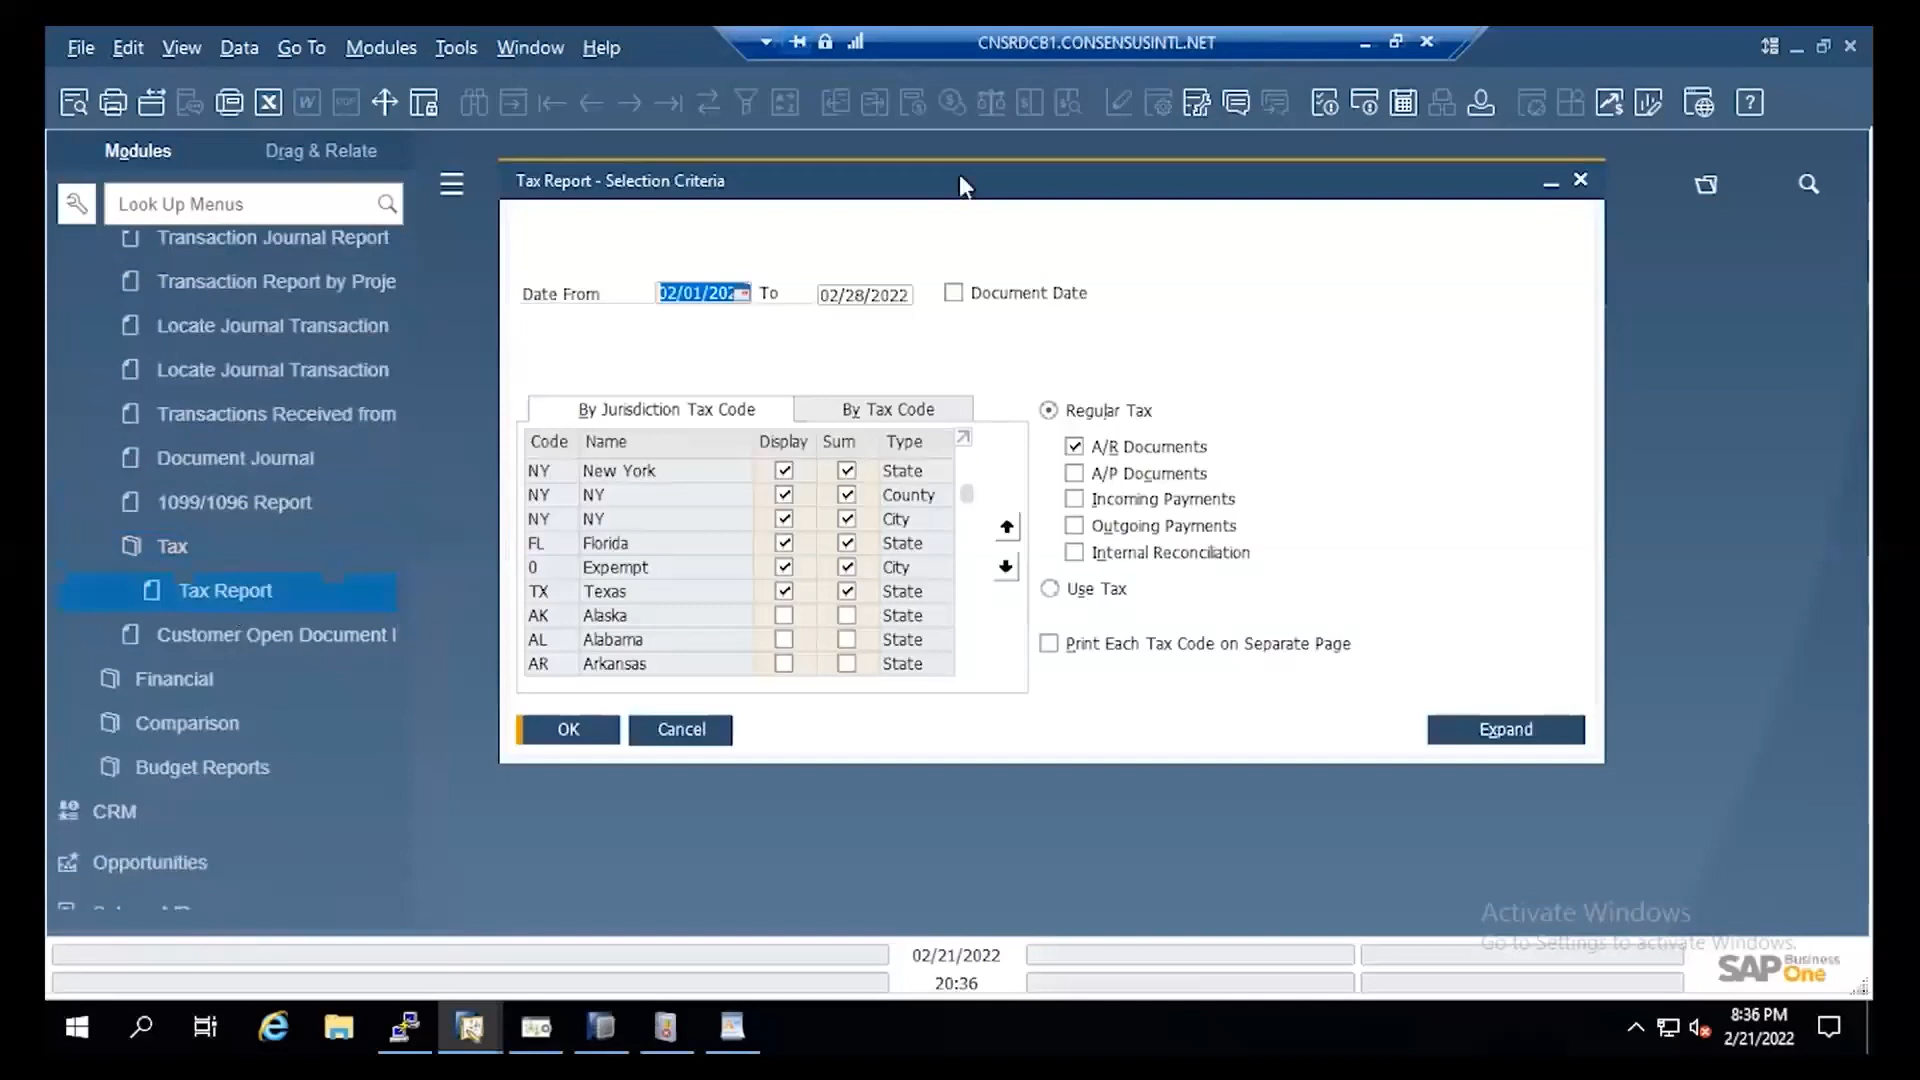 File Edit View Data Go To Modules Tools Window Help
CNSRDCB1.CONSENSUSINTL.NET
Modules Drag & Relate
Look Up Menus
Transaction Journal Report
Transaction Report by Proje
Locate Journal Transaction
Locate Journal Transaction
Transactions Received from
Document Journal
1099/1096 Report
Tax
Tax Report
Customer Open Document
Financial
Comparison
Budget Reports
CRM
Opportunities
Tax Report - Selection Criteria
Date From 02/01/202 To 02/28/2022 Document Date
By Jurisdiction Tax Code By Tax Code
Code Name Display Sum Type
NY New York State
NY NY County
NY NY City
FL Florida State
0 Expempt City
TX Texas State
AK Alaska State
AL Alabama State
AR Arkansas State
Regular Tax
A/R Documents
A/P Documents
Incoming Payments
Outgoing Payments
Internal Reconciliation
Use Tax
Print Each Tax Code on Separate Page
OK Cancel Expand
Activate Windows
Go to Settings to activate Windows.
02/21/2022
20:36
SAP Business One
8:36 PM
2/21/2022